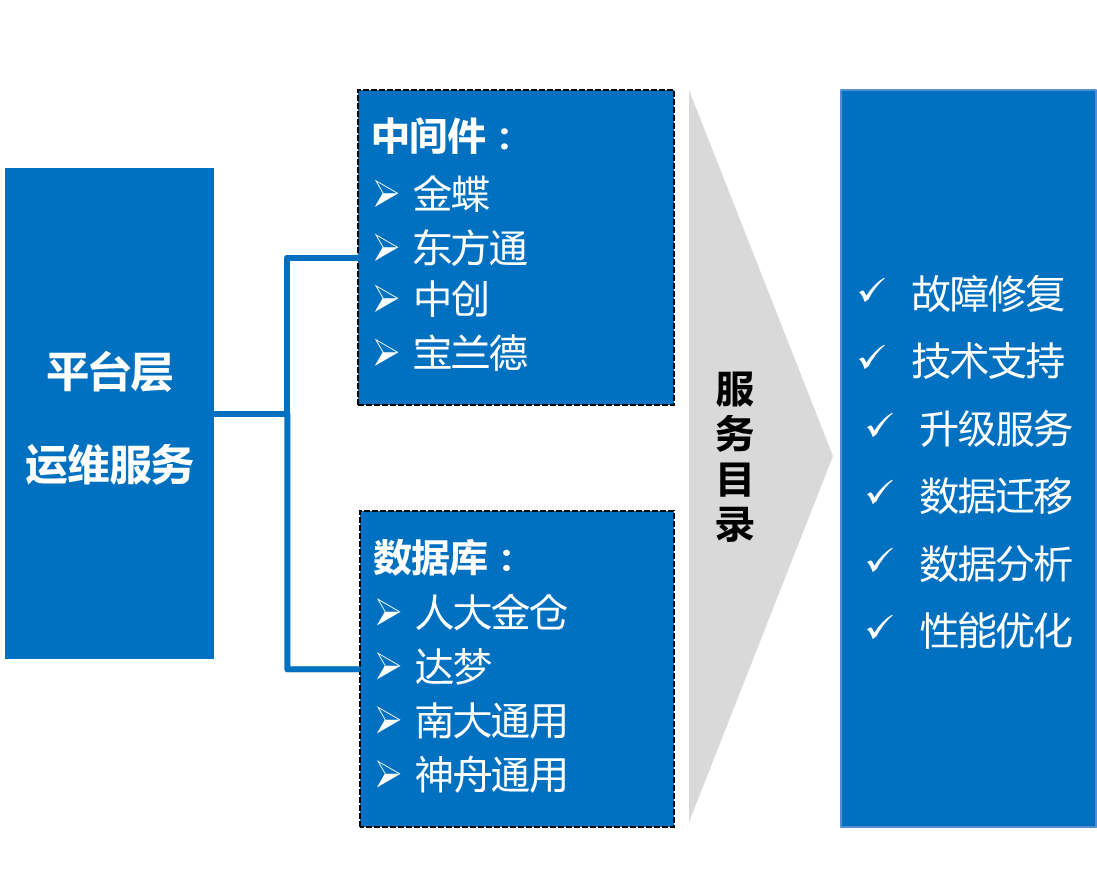 平台层
运维服务
中间件：
金蝶
东方通
中创
宝兰德
数据库：
人大金仓
达梦
南大通用
神舟通用
服务目录
故障修复
技术支持
升级服务
数据迁移
数据分析
性能优化